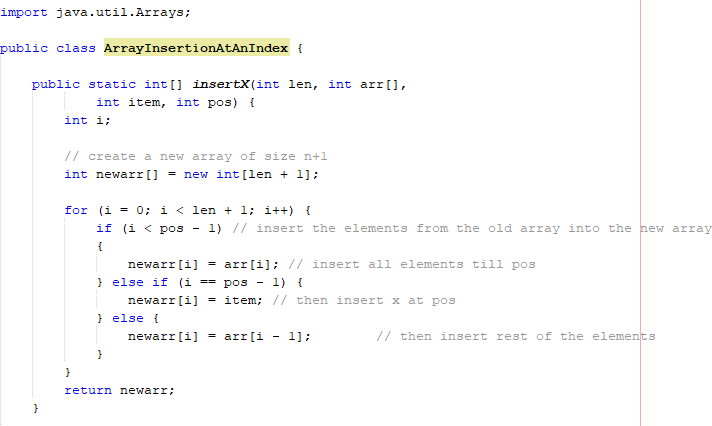 import java.util.Arrays;
public class ArrayInsertionAtAnIndex {
public static int[] insertX(int len, int arr[],
int item, int pos) {
int i;
// create a new array of size n+1
int newarr[] = new int[len + 1];
for (i = 0; i < len + 1; i++) {
if (i < pos - 1) // insert the elements from the old array into the new array
{
newarr[i] = arr[i]; // insert all elements till pos
} else if (i == pos - 1) {
newarr[i] = item; // then insert x at pos
} else {
newarr[i] = arr[i - 1]; // then insert rest of the elements
}
}
return newarr;
}